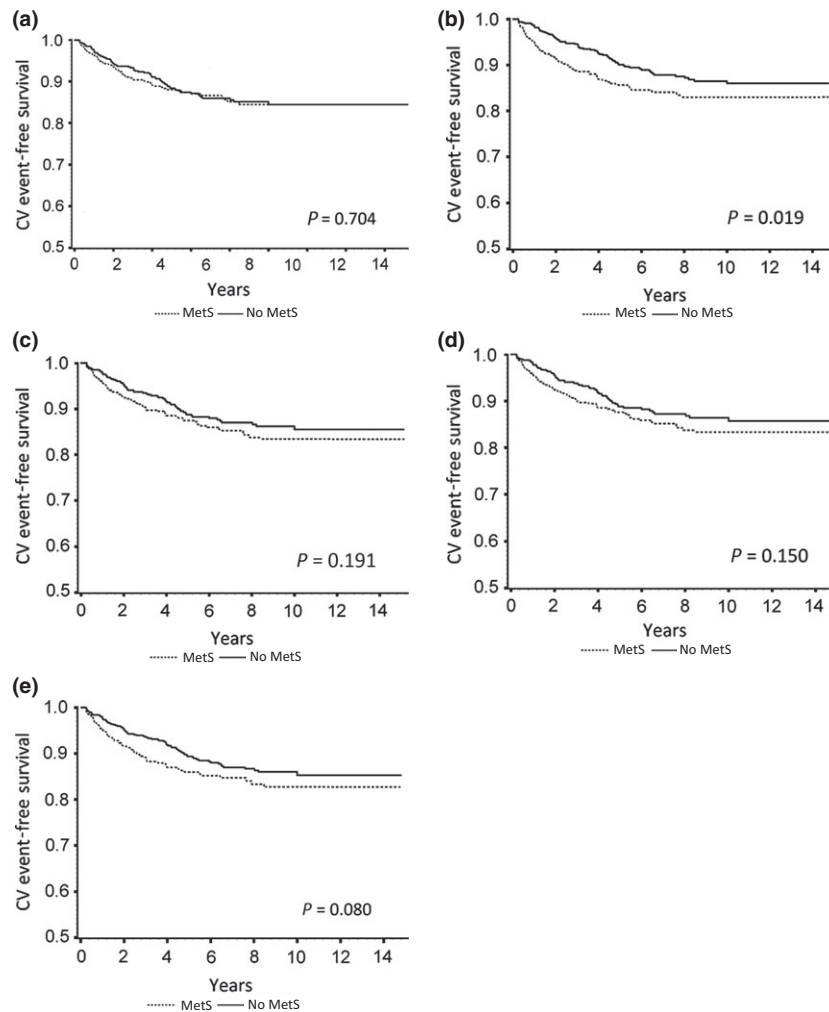 (a)
CV event-free survival
1.0
0.9
0.8
0.7
0.6
0.5
P = 0.704
0 2 4 6 8 10 12 14
Years
MetS No MetS
(b)
CV event-free survival
1.0
0.9
0.8
0.7
0.6
0.5
P = 0.019
0 2 4 6 8 10 12 14
Years
MetS No MetS
(c)
CV event-free survival
1.0
0.9
0.8
0.7
0.6
0.5
P = 0.191
0 2 4 6 8 10 12 14
Years
MetS No MetS
(d)
CV event-free survival
1.0
0.9
0.8
0.7
0.6
0.5
P = 0.150
0 2 4 6 8 10 12 14
Years
MetS No MetS
(e)
CV event-free survival
1.0
0.9
0.8
0.7
0.6
0.5
P = 0.080
0 2 4 6 8 10 12 14
Years
MetS No MetS